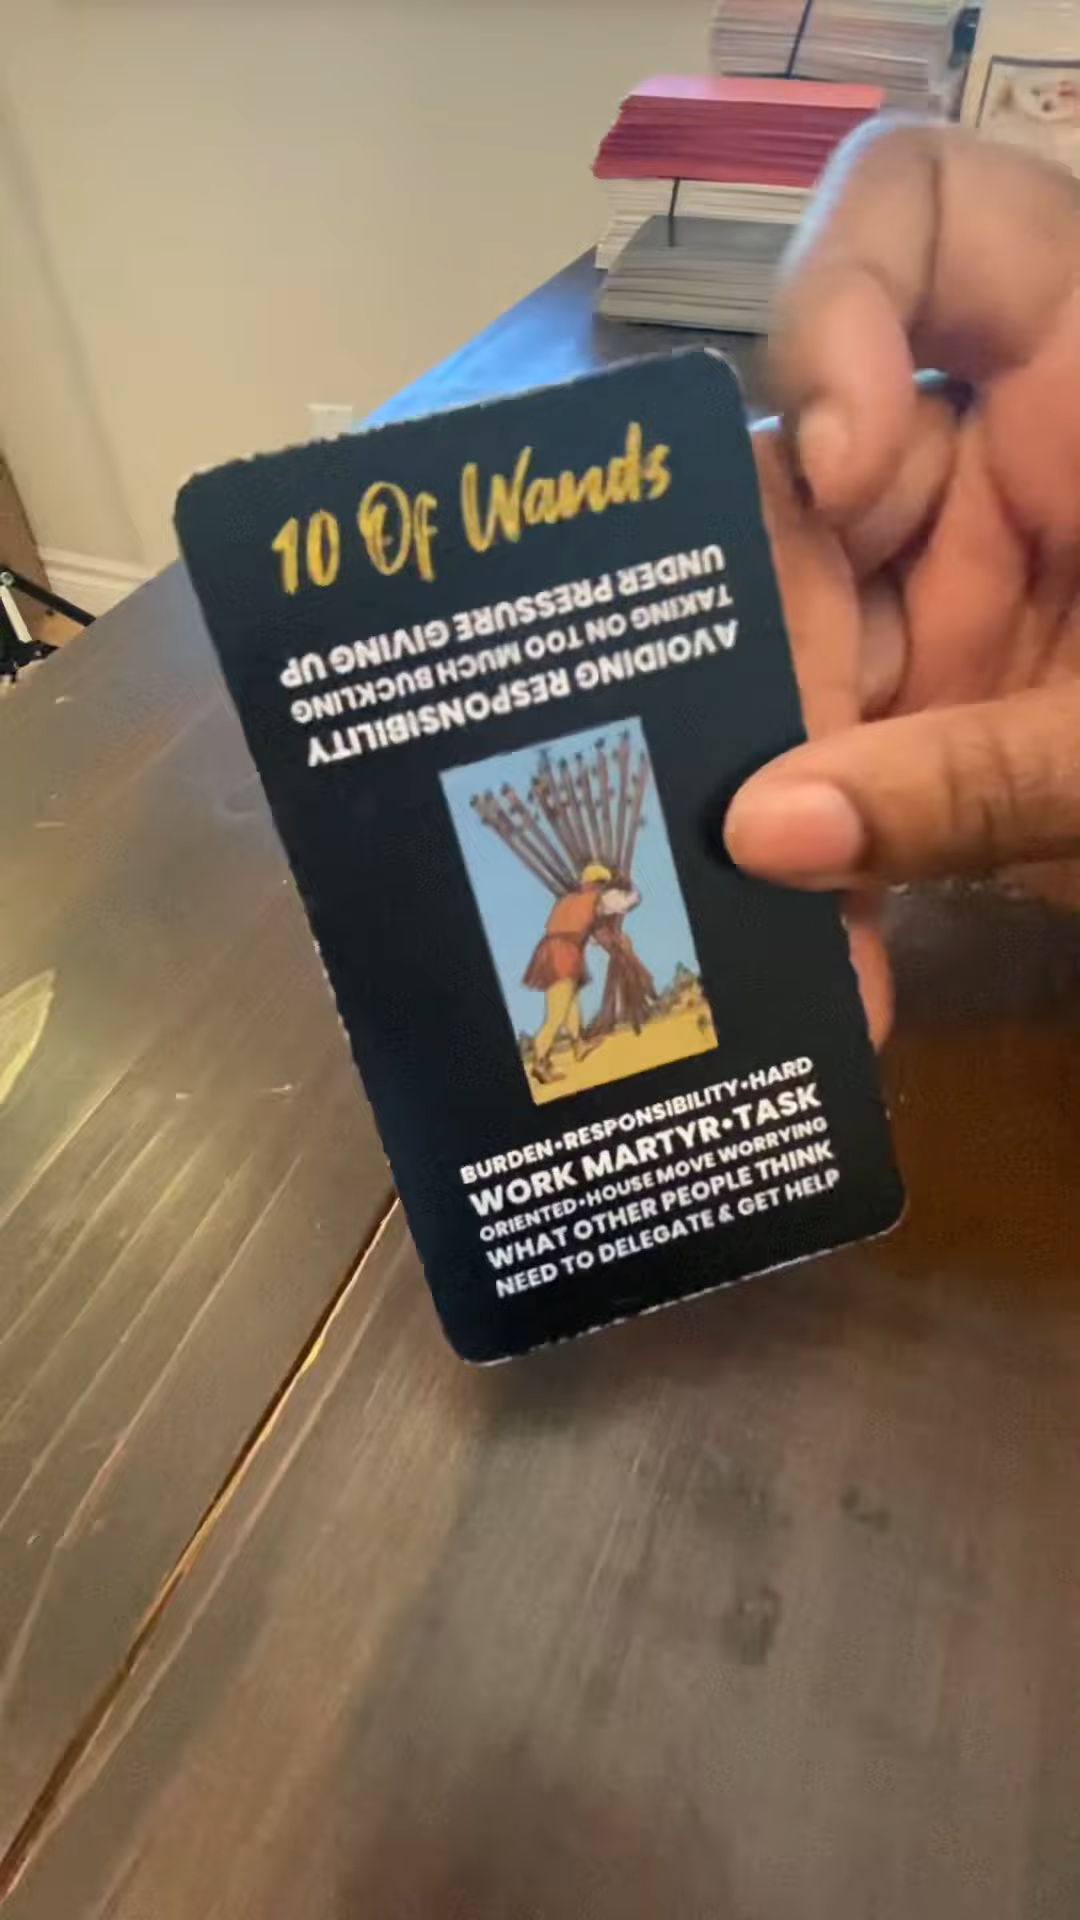 10 Of Wands
AVOIDING RESPONSIBILITY
TAKING ON TOO MUCH BUCKLING
UNDER PRESSURE GIVING UP
BURDEN•RESPONSIBILITY•HARD
WORK MARTYR•TASK
ORIENTED•HOUSE MOVE WORRYING
WHAT OTHER PEOPLE THINK
NEED TO DELEGATE & GET HELP